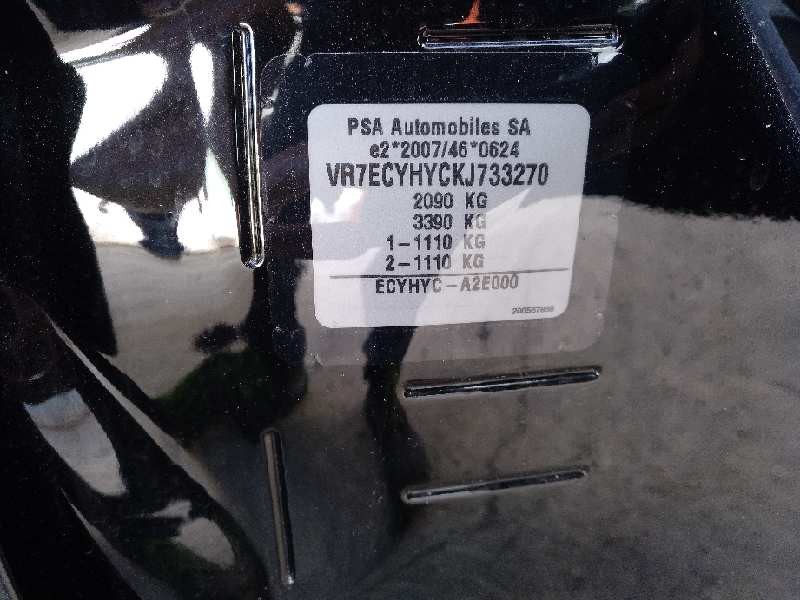 PSA Automobiles SA
e2*2007/46*0624
VR7ECYHYCKJ733270
2090 KG
3390 KG
1-1110 KG
2-1110 KG
ECYHYC-A2E000